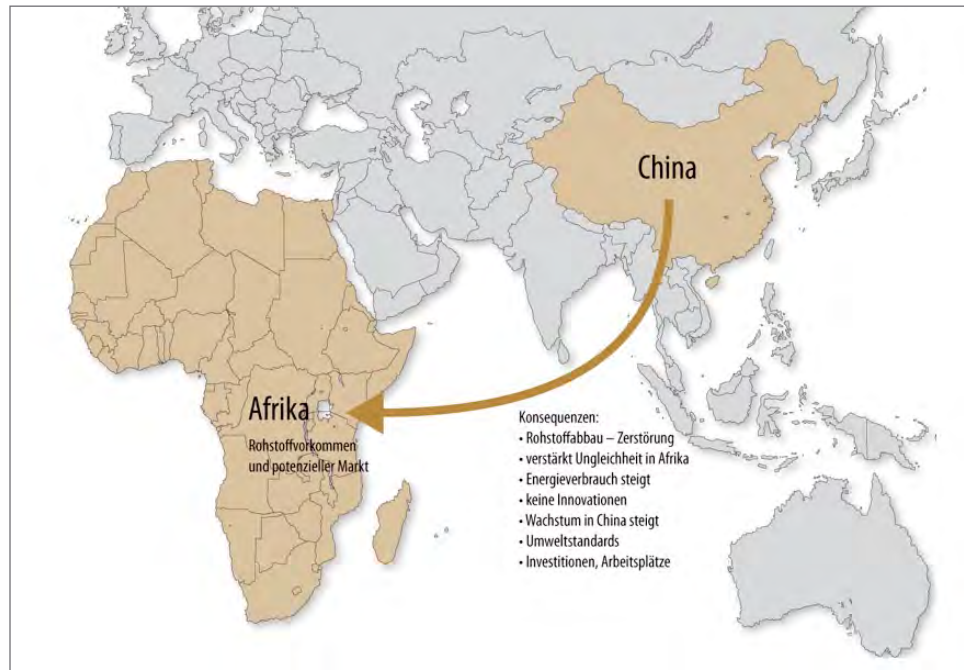 China
Afrika
Rohstoffvorkommen
und potenzieller Markt
Konsequenzen:
• Rohstoffabbau – Zerstörung
• verstärkt Ungleichheit in Afrika
• Energieverbrauch steigt
• keine Innovationen
• Wachstum in China steigt
• Umweltstandards
• Investitionen, Arbeitsplätze